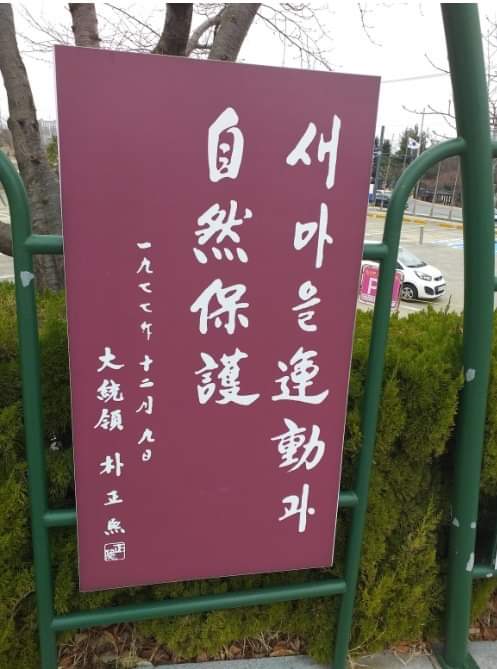 새마을運動과
自然保護
一九七七年 十二月 九日
大統領 朴正熙
P